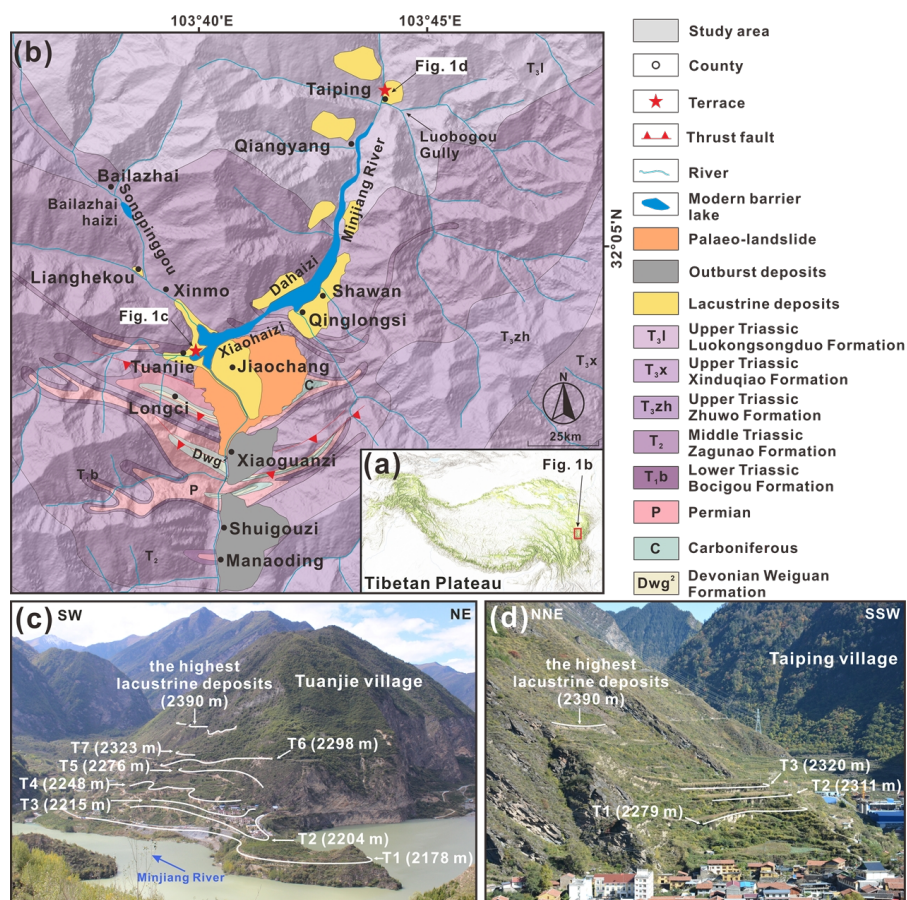 103°40′E
103°45′E
(b)
Fig. 1d
Taiping
T₃l
Luobogou
Gully
Qiangyang
Minjiang River
Bailazhai
Bailazhai
haizi
Songpinggou
32°05′N
Lianghekou
Xinmo
Dahaizi
Shawan
Qinglongsi
Fig. 1c
Xiaohaizi
T₃zh
T₃x
Tuanjie
Jiaochang
C
Longci
N
25km
Dwg²
Xiaoguanzi
T₁b
P
Shuigouzi
T₂
Manaoding
(a)
Fig. 1b
Tibetan Plateau
Study area
County
Terrace
Thrust fault
River
Modern barrier
lake
Palaeo-landslide
Outburst deposits
Lacustrine deposits
T₃l
Upper Triassic
Luokongsongduo Formation
T₃x
Upper Triassic
Xinduqiao Formation
T₃zh
Upper Triassic
Zhuwo Formation
T₂
Middle Triassic
Zagunao Formation
T₁b
Lower Triassic
Bocigou Formation
P
Permian
C
Carboniferous
Dwg²
Devonian Weiguan
Formation
(c)
SW
NE
the highest
lacustrine deposits
(2390 m)
Tuanjie village
T7 (2323 m)
T6 (2298 m)
T5 (2276 m)
T4 (2248 m)
T3 (2215 m)
T2 (2204 m)
T1 (2178 m)
Minjiang River
(d)
NNE
SSW
the highest
lacustrine deposits
(2390 m)
Taiping village
T3 (2320 m)
T2 (2311 m)
T1 (2279 m)